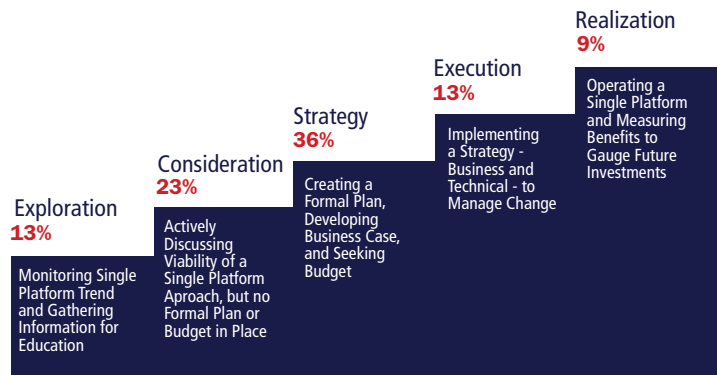 Exploration
13%
Monitoring Single
Platform Trend
and Gathering
Information for
Education
Consideration
23%
Actively
Discussing
Viability of a
Single Platform
Aproach, but no
Formal Plan or
Budget in Place
Strategy
36%
Creating a
Formal Plan,
Developing
Business Case,
and Seeking
Budget
Execution
13%
Implementing
a Strategy -
Business and
Technical - to
Manage Change
Realization
9%
Operating a
Single Platform
and Measuring
Benefits to
Gauge Future
Investments